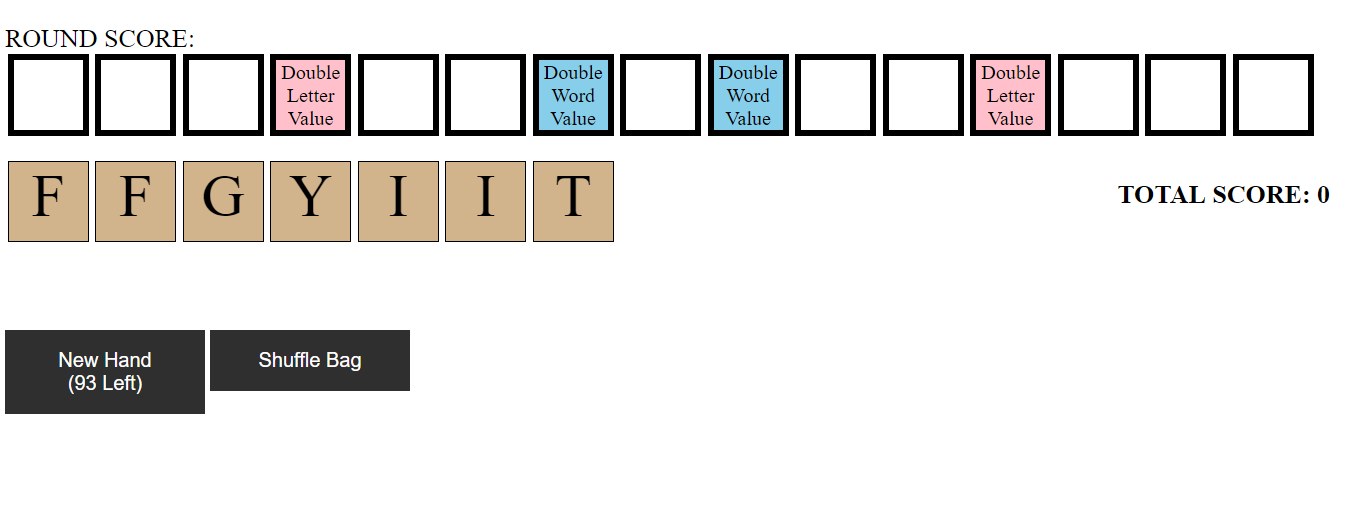 ROUND SCORE:
Double Letter Value
Double Word Value
Double Word Value
Double Letter Value
F F G Y I I T
TOTAL SCORE: 0
New Hand
(93 Left)
Shuffle Bag